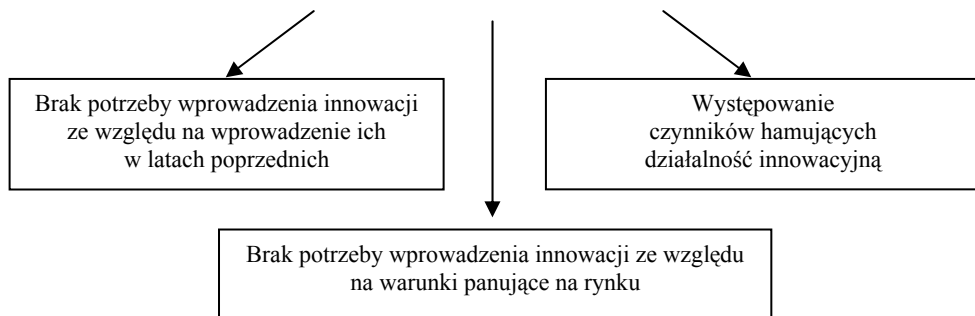 Brak potrzeby wprowadzenia innowacji
ze względu na wprowadzenie ich
w latach poprzednich
Występowanie
czynników hamujących
działalność innowacyjną
Brak potrzeby wprowadzenia innowacji ze względu
na warunki panujące na rynku